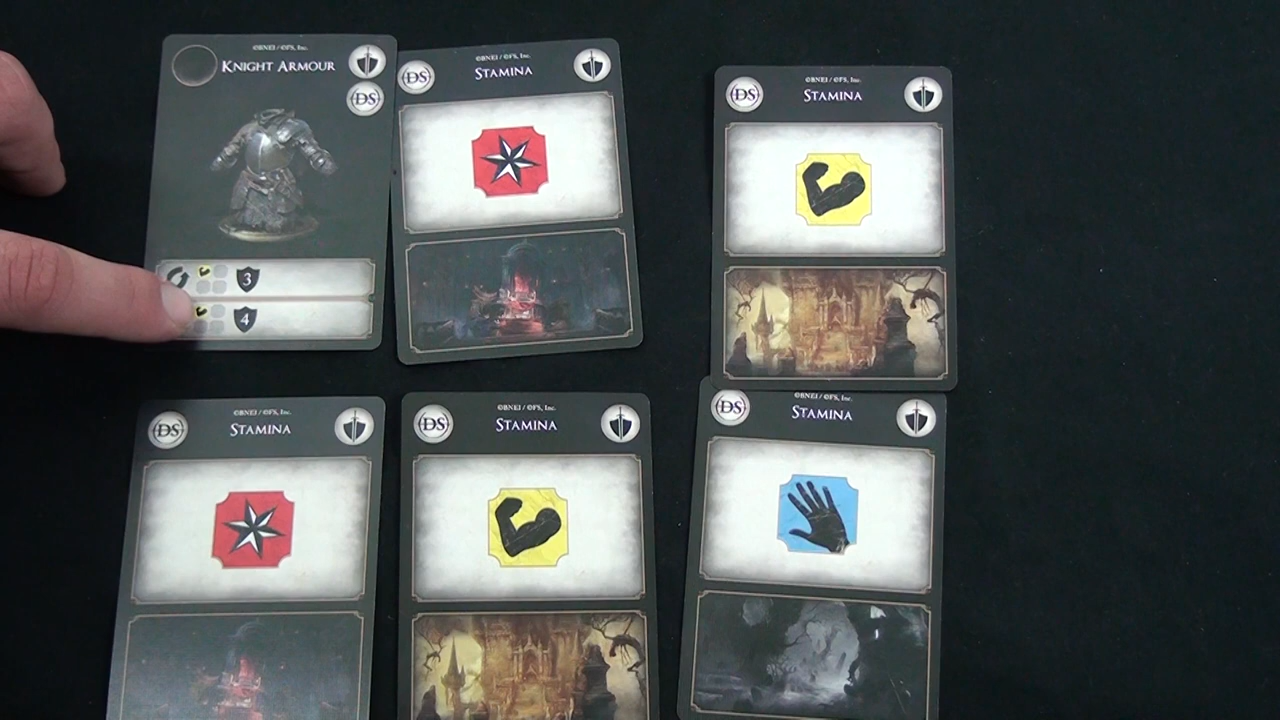 ©BNEI / ©FS, Inc.
KNIGHT ARMOUR
DS
3
4
©BNEI / ©FS, Inc.
DS
STAMINA
©BNEI / ©FS, Inc.
DS
STAMINA
©BNEI / ©FS, Inc.
DS
STAMINA
©BNEI / ©FS, Inc.
DS
STAMINA
©BNEI / ©FS, Inc.
DS
STAMINA